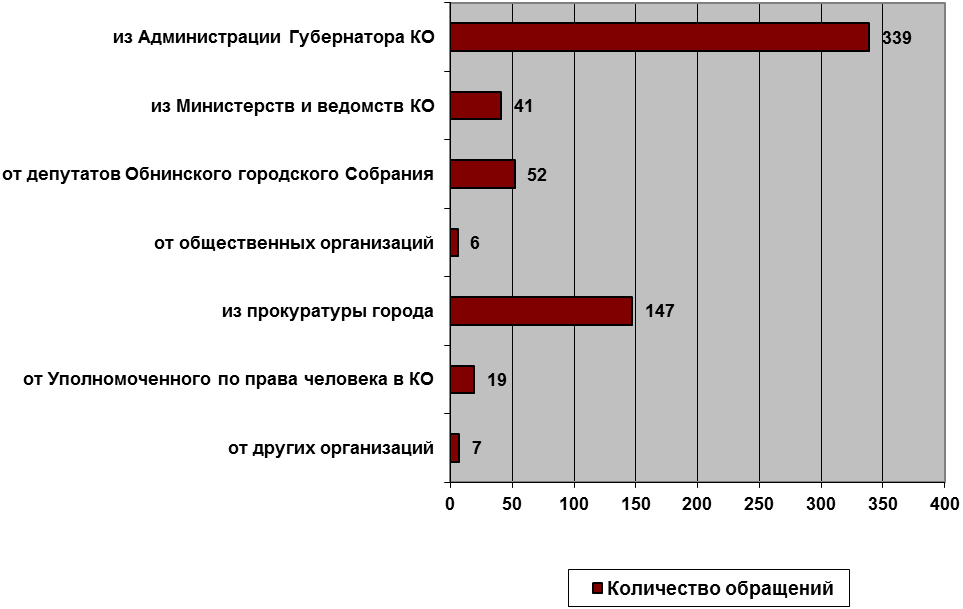 из Администрации Губернатора КО
339
из Министерств и ведомств КО
41
от депутатов Обнинского городского Собрания
52
от общественных организаций
6
из прокуратуры города
147
от Уполномоченного по права человека в КО
19
от других организаций
7
0 50 100 150 200 250 300 350 400
Количество обращений